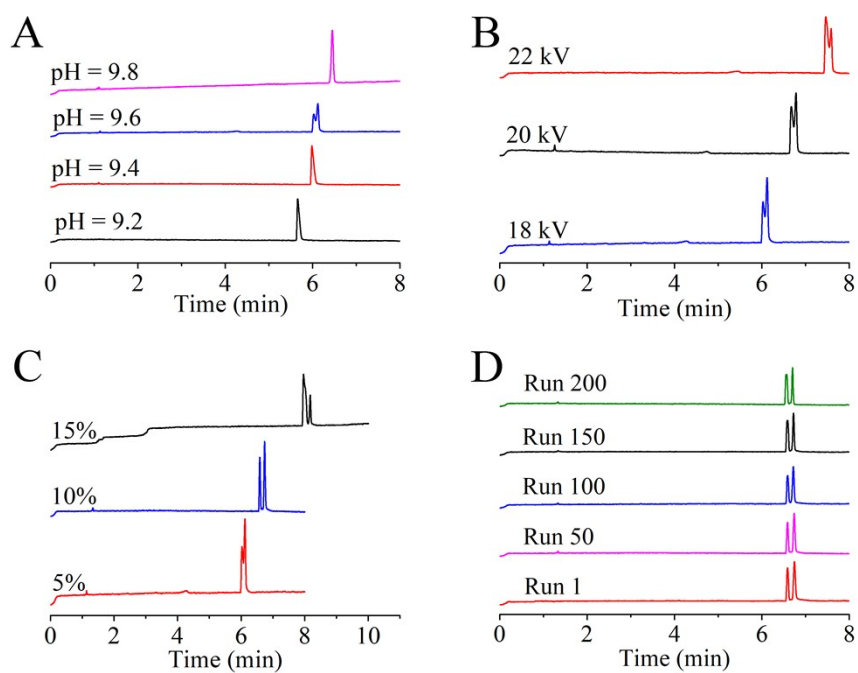 A
pH = 9.8
pH = 9.6
pH = 9.4
pH = 9.2
0 2 4 6 8
Time (min)
B
22 kV
20 kV
18 kV
0 2 4 6 8
Time (min)
C
15%
10%
5%
0 2 4 6 8 10
Time (min)
D
Run 200
Run 150
Run 100
Run 50
Run 1
0 2 4 6 8
Time (min)